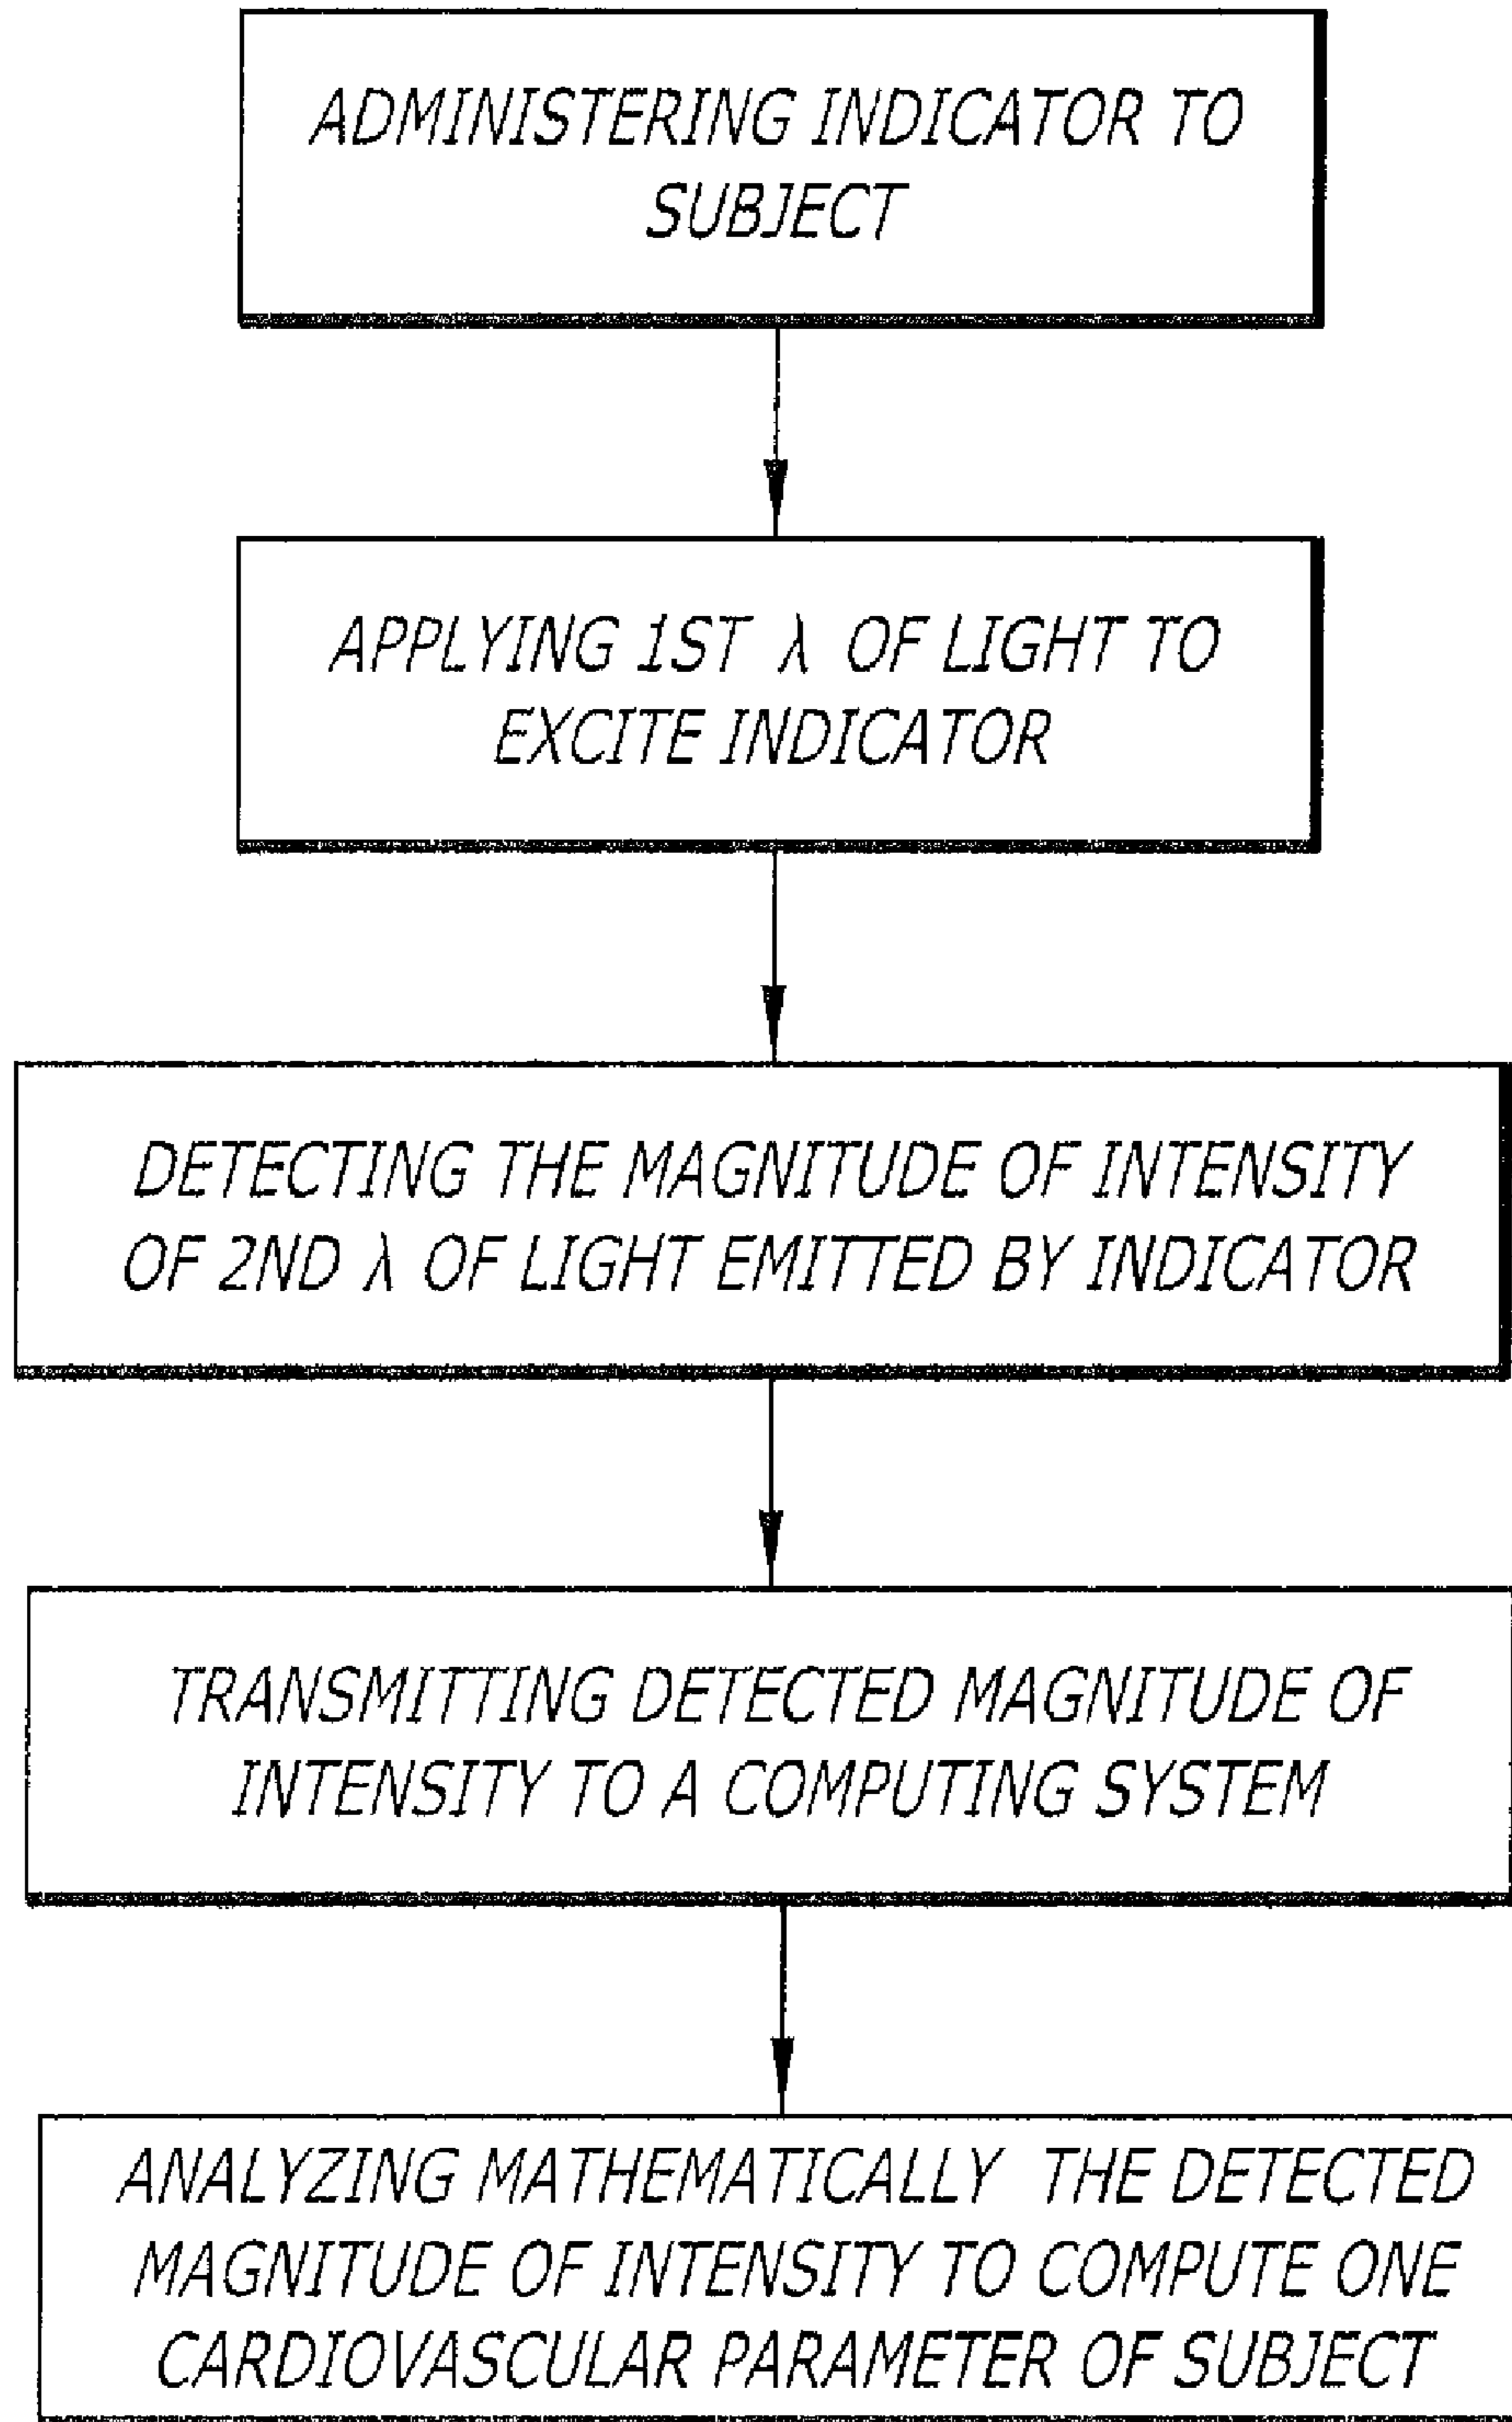 ADMINISTERING INDICATOR TO
SUBJECT
APPLYING 1ST λ OF LIGHT TO
EXCITE INDICATOR
DETECTING THE MAGNITUDE OF INTENSITY
OF 2ND λ OF LIGHT EMITTED BY INDICATOR
TRANSMITTING DETECTED MAGNITUDE OF
INTENSITY TO A COMPUTING SYSTEM
ANALYZING MATHEMATICALLY THE DETECTED
MAGNITUDE OF INTENSITY TO COMPUTE ONE
CARDIOVASCULAR PARAMETER OF SUBJECT